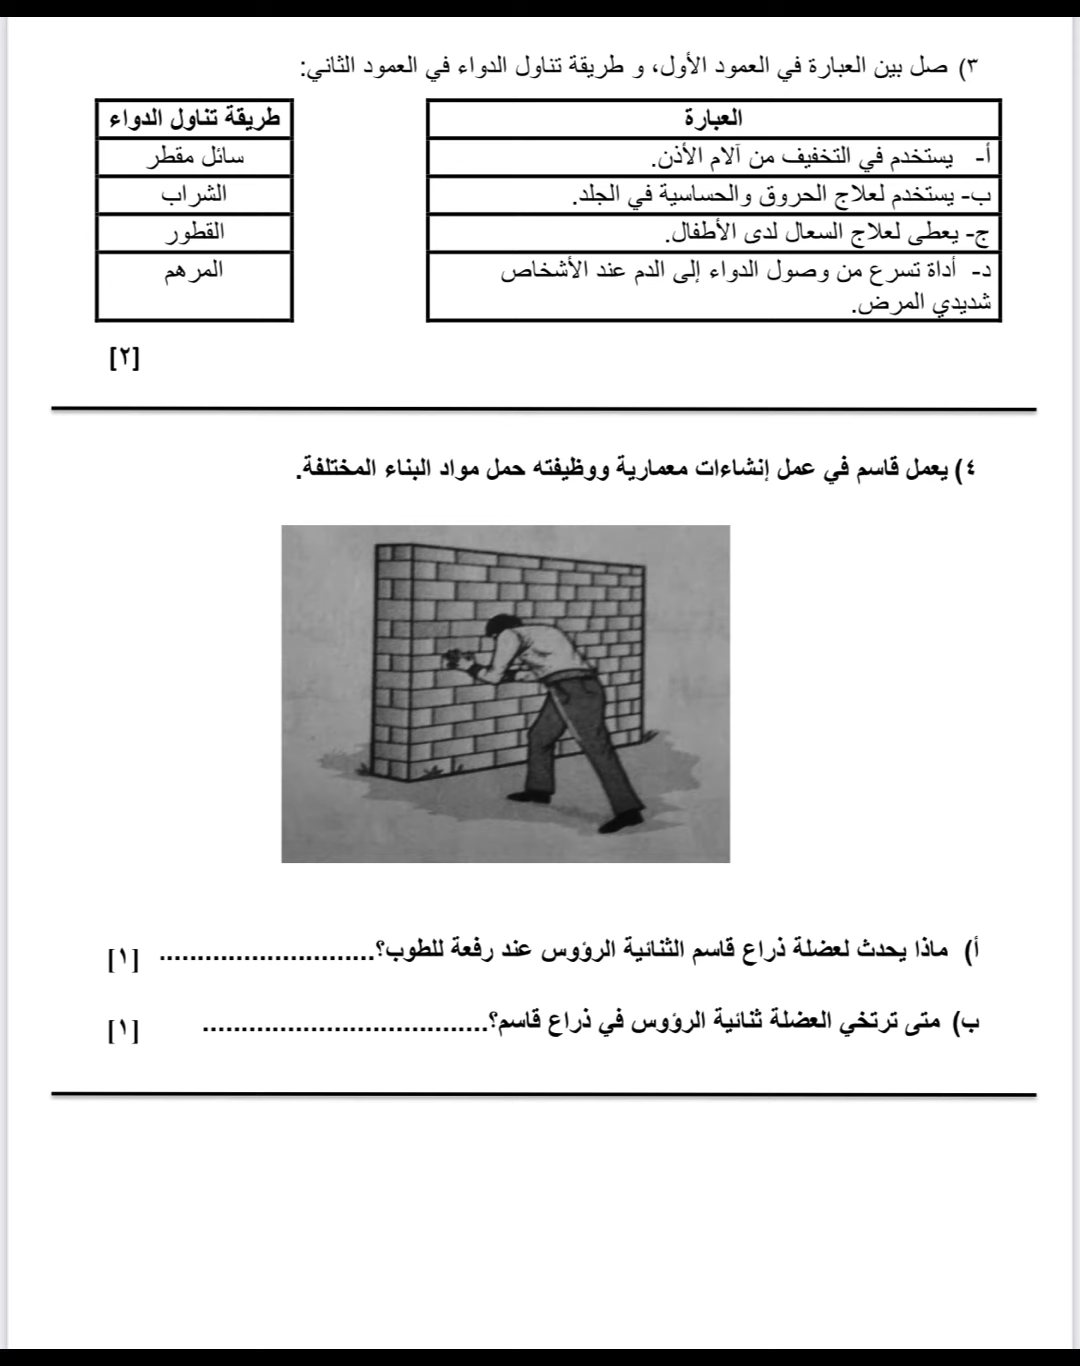 ٣) صل بين العبارة في العمود الأول، و طريقة تناول الدواء في العمود الثاني:
العبارة
أ- يستخدم في التخفيف من آلام الأذن.
ب- يستخدم لعلاج الحروق والحساسية في الجلد.
ج- يعطى لعلاج السعال لدى الأطفال.
د- أداة تسرع من وصول الدواء إلى الدم عند الأشخاص
شديدي المرض.
طريقة تناول الدواء
سائل مقطر
الشراب
القطور
المرهم
[٢]
٤) يعمل قاسم في عمل إنشاءات معمارية ووظيفته حمل مواد البناء المختلفة.
أ) ماذا يحدث لعضلة ذراع قاسم الثنائية الرؤوس عند رفعة للطوب؟............................ [١]
ب) متى ترتخي العضلة ثنائية الرؤوس في ذراع قاسم؟..................................... [١]